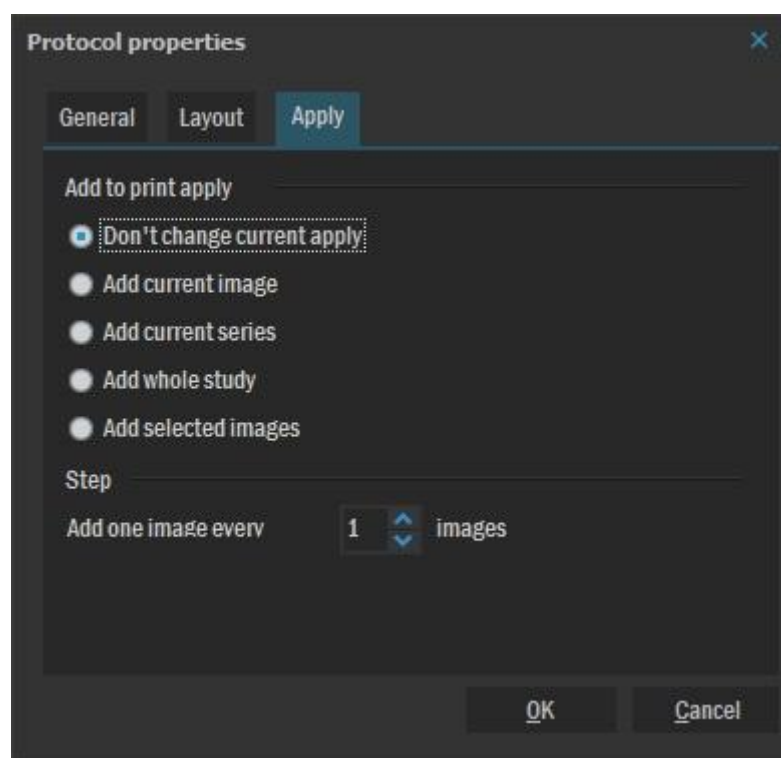 Protocol properties
General Layout Apply
Add to print apply
Don't change current apply
Add current image
Add current series
Add whole study
Add selected images
Step
Add one image every 1 images
OK Cancel